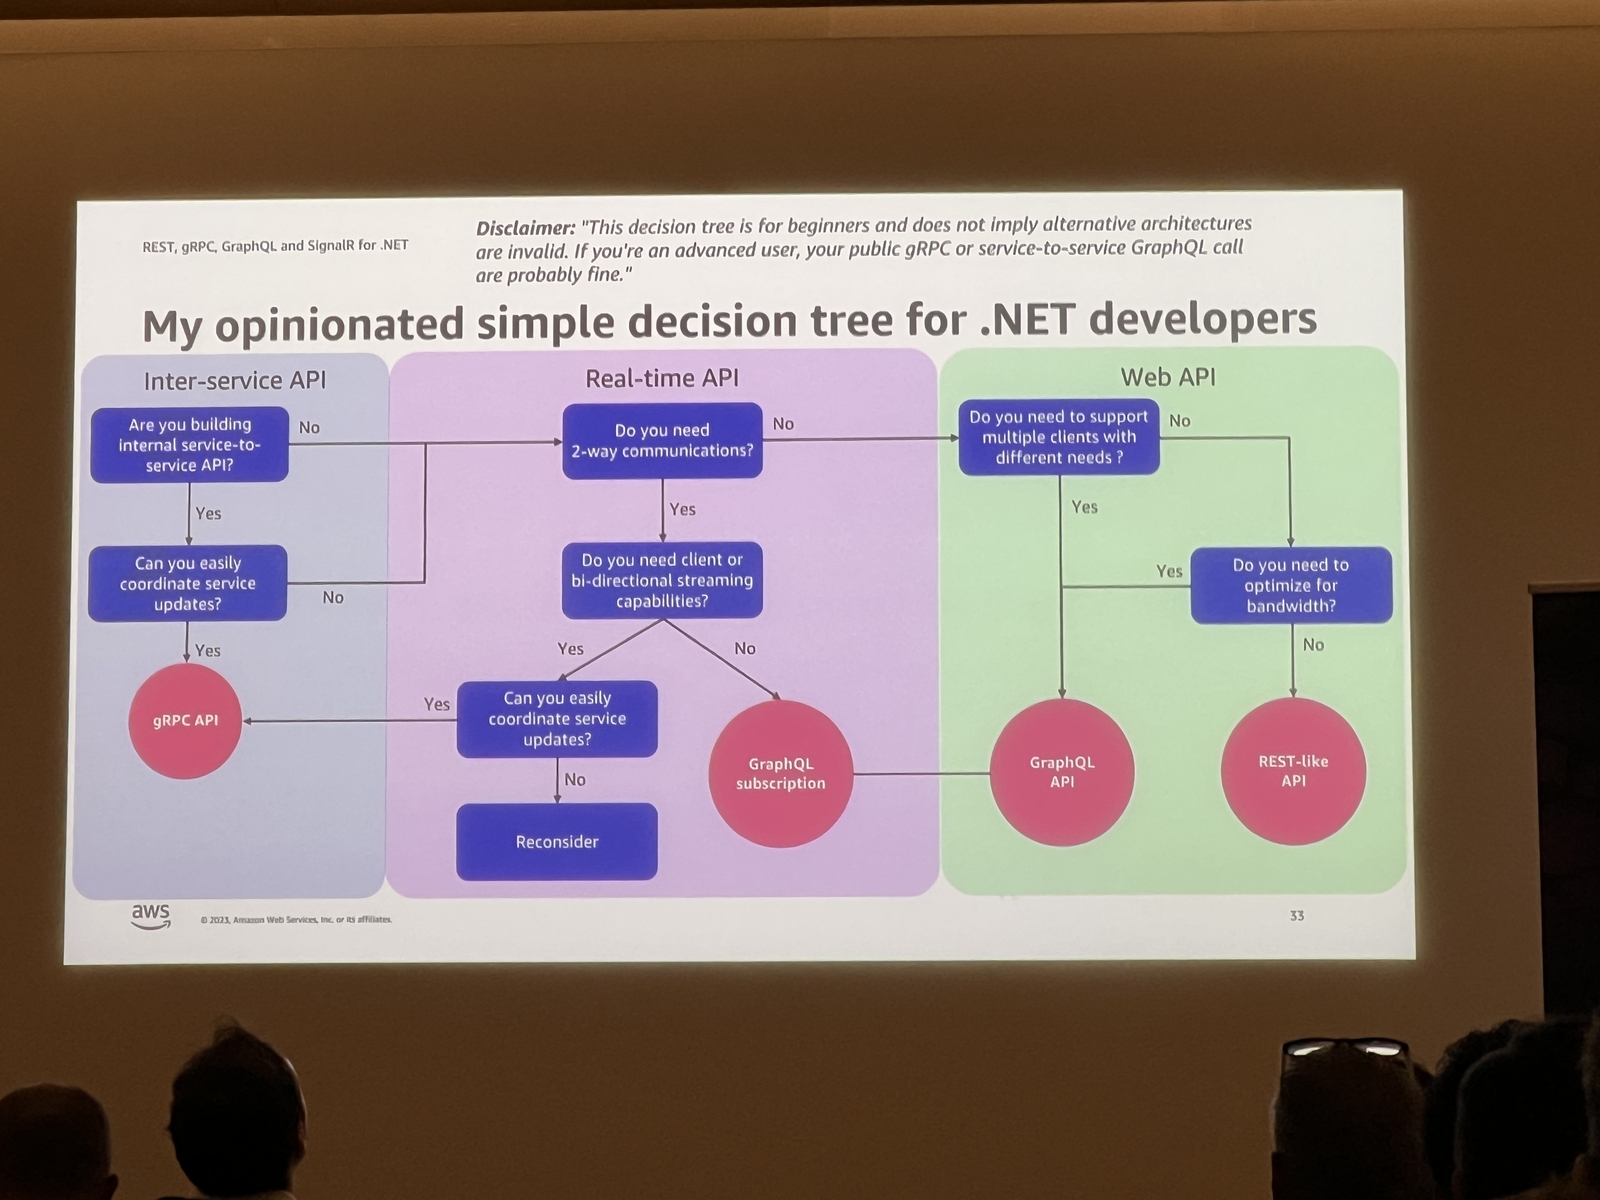 REST, gRPC, GraphQL and SignalR for .NET
Disclaimer: "This decision tree is for beginners and does not imply alternative architectures
are invalid. If you're an advanced user, your public gRPC or service-to-service GraphQL call
are probably fine."
My opinionated simple decision tree for .NET developers
Inter-service API
Are you building
internal service-to-
service API?
No
Yes
Can you easily
coordinate service
updates?
No
Yes
gRPC API
Real-time API
Do you need
2-way communications?
No
Yes
Do you need client or
bi-directional streaming
capabilities?
Yes
No
Can you easily
coordinate service
updates?
Yes
No
Reconsider
GraphQL
subscription
Web API
Do you need to support
multiple clients with
different needs ?
No
Yes
Do you need to
optimize for
bandwidth?
Yes
No
GraphQL
API
REST-like
API
aws
© 2023, Amazon Web Services, Inc. or its affiliates.
33